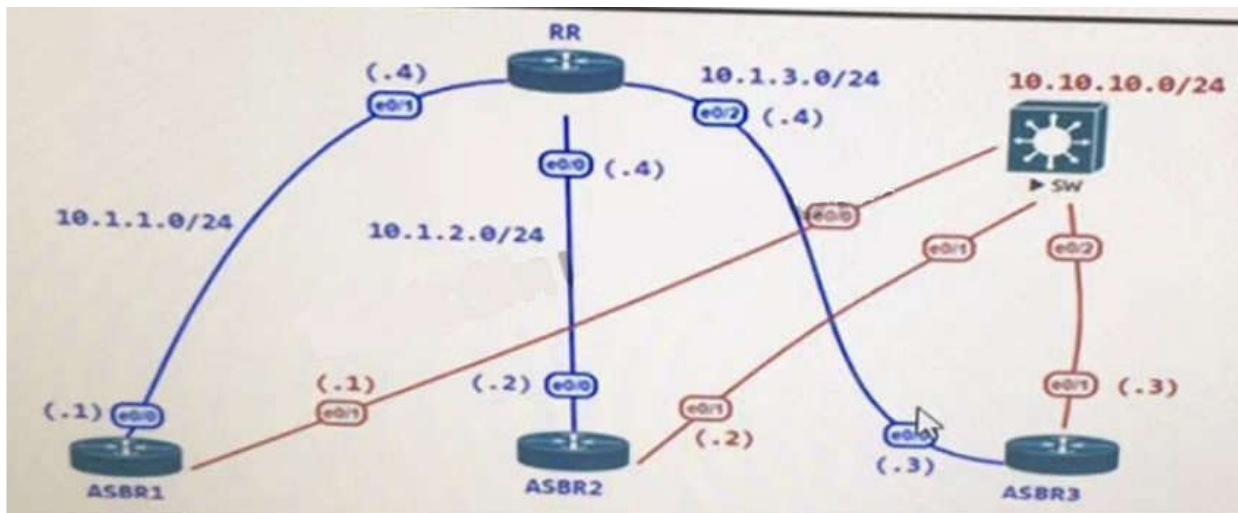 RR
(.4)
e0/1
10.1.3.0/24
e0/2
(.4)
10.10.10.0/24
e0/0
(.4)
SW
10.1.1.0/24
10.1.2.0/24
e0/0
e0/1
e0/2
(.1)
e0/0
(.1)
e0/1
(.2)
e0/0
e0/1
(.2)
e0/1
(.3)
(.3)
ASBR1
ASBR2
ASBR3